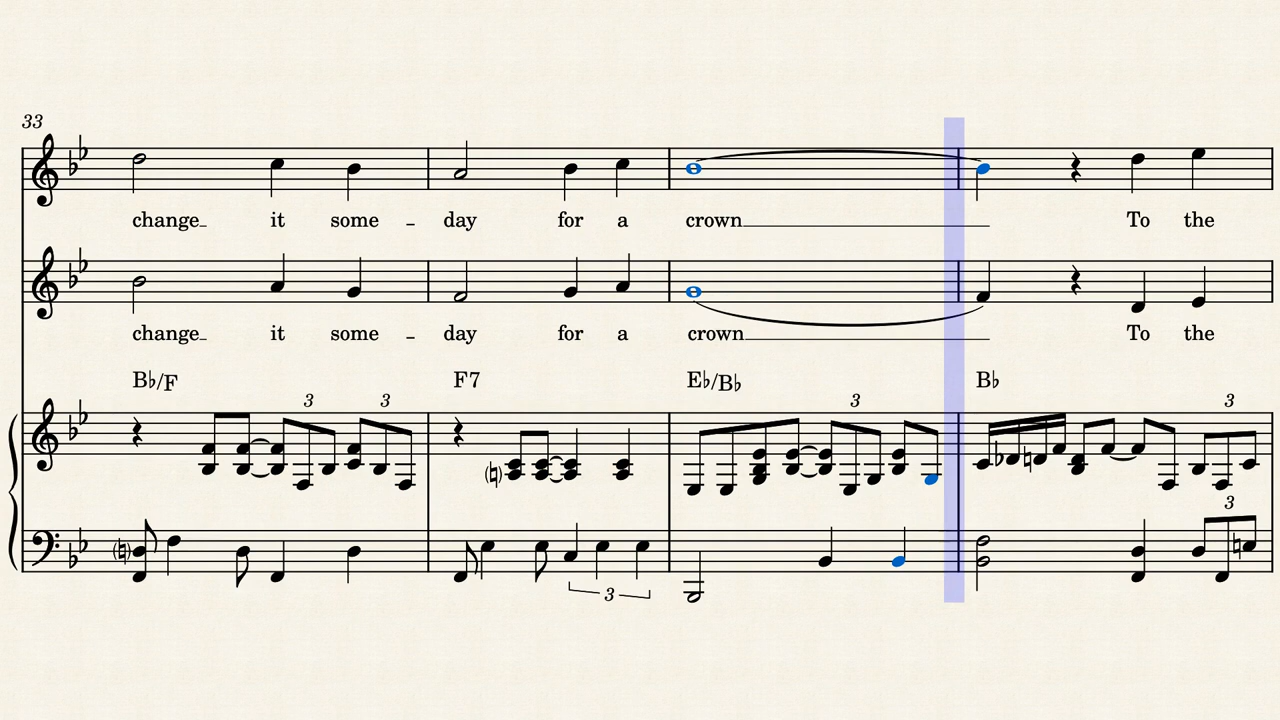 33
change it some - day for a crown To the
change it some - day for a crown To the
B♭/F F7 E♭/B♭ B♭
3 3 3 3
3
3